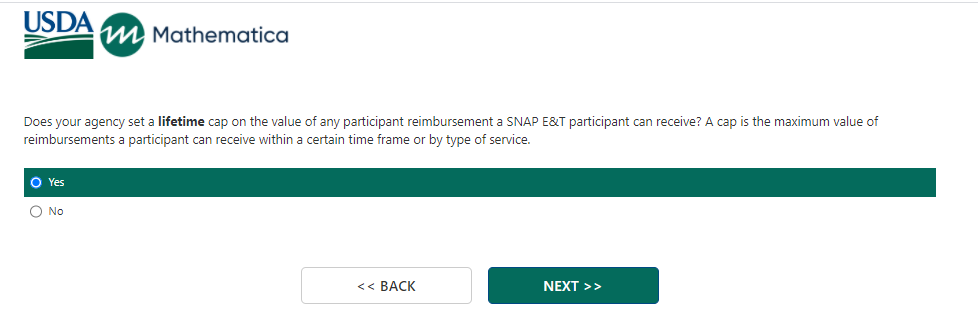 USDA
m Mathematica
Does your agency set a lifetime cap on the value of any participant reimbursement a SNAP E&T participant can receive? A cap is the maximum value of
reimbursements a participant can receive within a certain time frame or by type of service.
Yes
No
<< BACK
NEXT >>